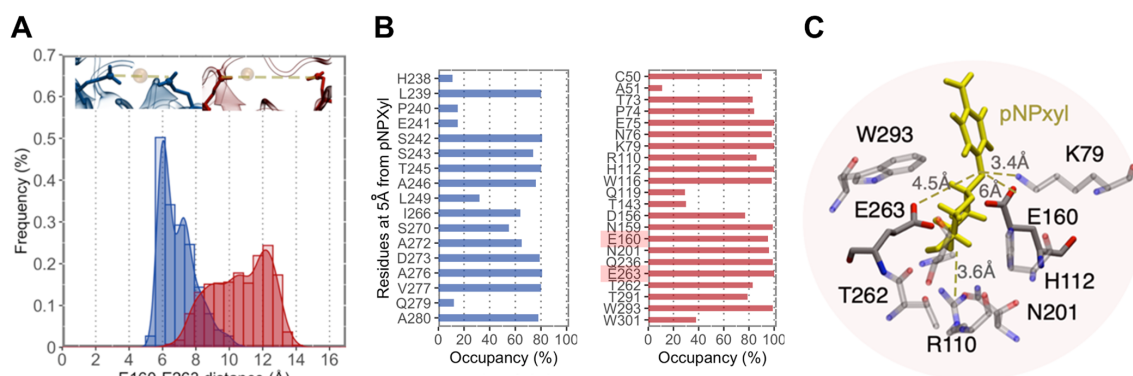 A
B
C
0.7
0.6
0.5
0.4
0.3
0.2
0.1
0
Frequency (%)
0 2 4 6 8 10 12 14 16
E160-E263 distance (Å)
Residues at 5Å from pNPXyl
H238
L239
P240
E241
S242
S243
T245
A246
L249
I266
S270
A272
D273
A276
V277
Q279
A280
0 20 40 60 80 100
Occupancy (%)
C50
A51
T73
P74
E75
N76
K79
R110
H112
W116
Q119
T143
D156
N159
E160
N201
Q236
E263
T262
T291
W293
W301
0 20 40 60 80 100
Occupancy (%)
pNPxyl
W293
3.4Å
K79
4.5Å
6Å
E263
E160
H112
3.6Å
T262
N201
R110